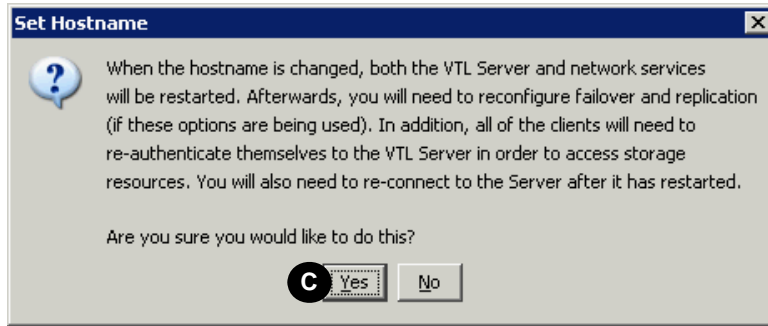 Set Hostname
When the hostname is changed, both the VTL Server and network services
will be restarted. Afterwards, you will need to reconfigure failover and replication
(if these options are being used). In addition, all of the clients will need to
re-authenticate themselves to the VTL Server in order to access storage
resources. You will also need to re-connect to the Server after it has restarted.
Are you sure you would like to do this?
C Yes No